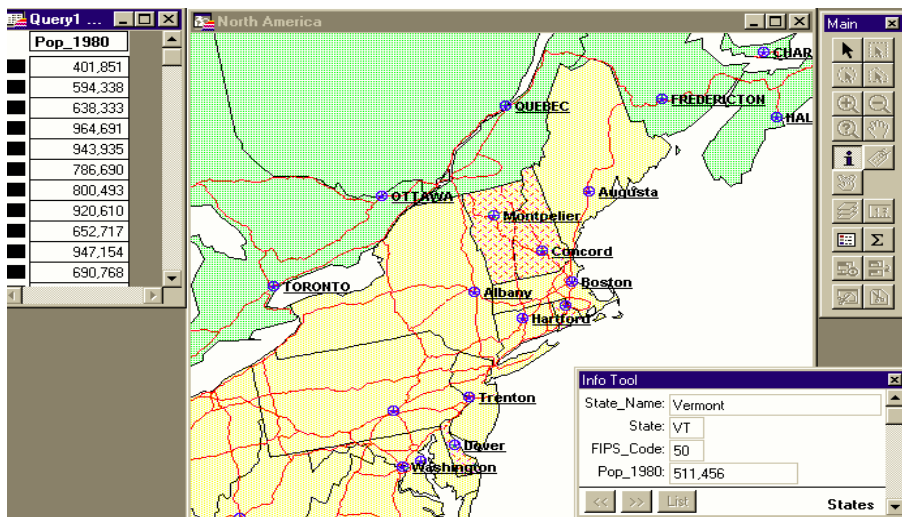 Query1 ...
Pop_1980
401,851
594,338
638,333
964,691
943,935
786,690
800,493
920,610
652,717
947,154
690,768
North America
CHAR
QUEBEC
FREDERICTON
HAL
OTTAWA
Augusta
Montpelier
Concord
TORONTO
Albany
Boston
Hartford
Trenton
Dover
Washington
Main
Info Tool
State_Name: Vermont
State: VT
FIPS_Code: 50
Pop_1980: 511,456
<< >> List States